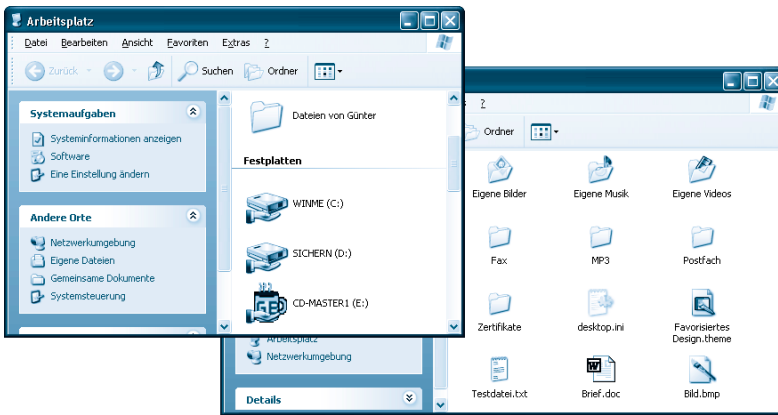 Arbeitsplatz
Datei Bearbeiten Ansicht Favoriten Extras ?
Zurück Suchen Ordner
Systemaufgaben
Systeminformationen anzeigen
Software
Eine Einstellung ändern
Andere Orte
Netzwerkumgebung
Eigene Dateien
Gemeinsame Dokumente
Systemsteuerung
Dateien von Günter
Festplatten
WINME (C:)
SICHERN (D:)
CD-MASTER1 (E:)
?
Ordner
Eigene Bilder Eigene Musik Eigene Videos
Fax MP3 Postfach
Zertifikate desktop.ini Favorisiertes
Design.theme
Testdatei.txt Brief.doc Bild.bmp
Arbeitsplatz
Netzwerkumgebung
Details